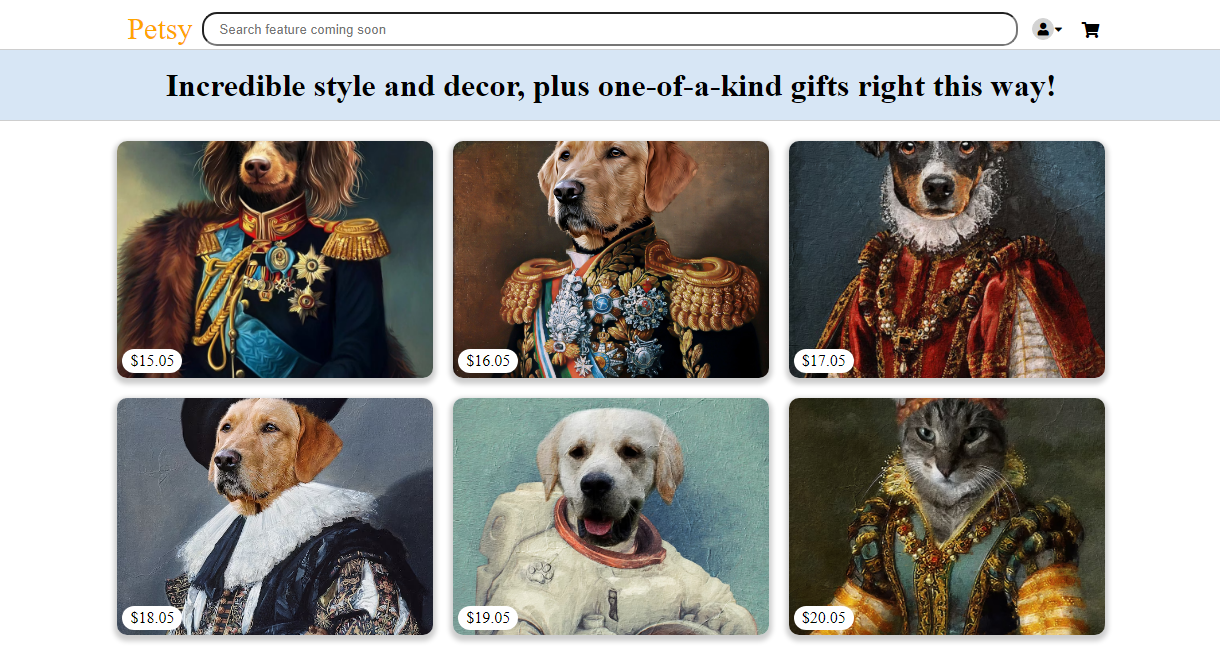 Petsy
Search feature coming soon
Incredible style and decor, plus one-of-a-kind gifts right this way!
$15.05
$16.05
$17.05
$18.05
$19.05
$20.05